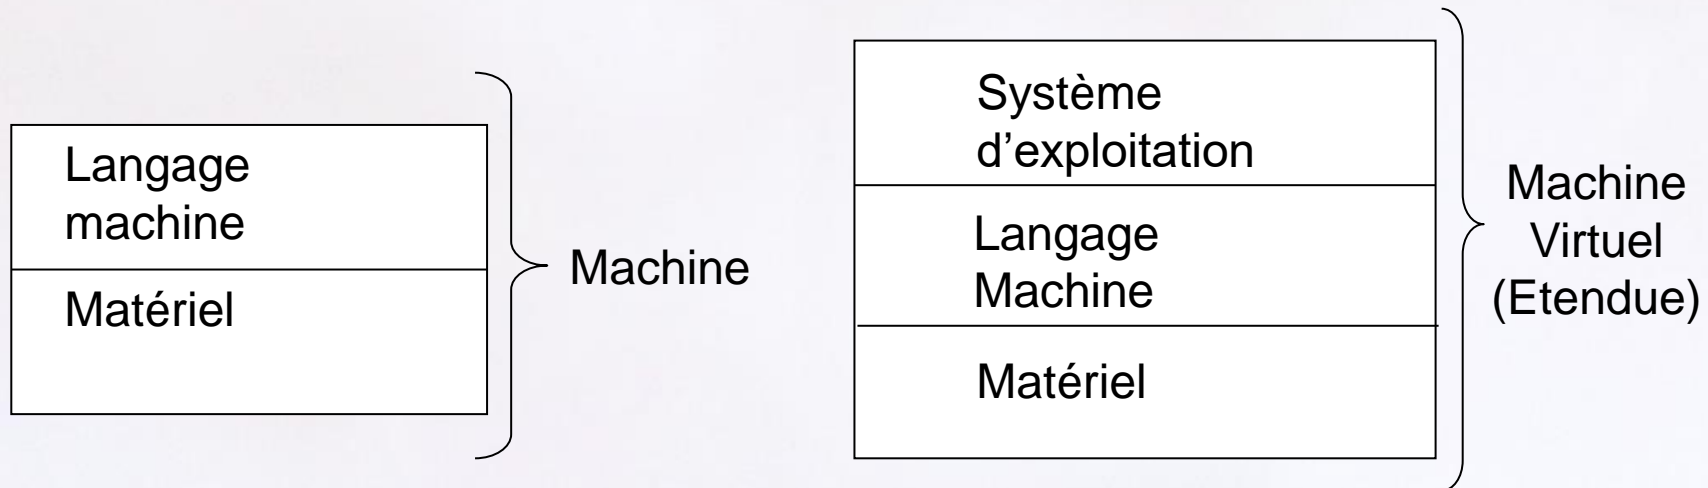 Langage
machine
Matériel
Machine
Système
d’exploitation
Langage
Machine
Matériel
Machine
Virtuel
(Etendue)